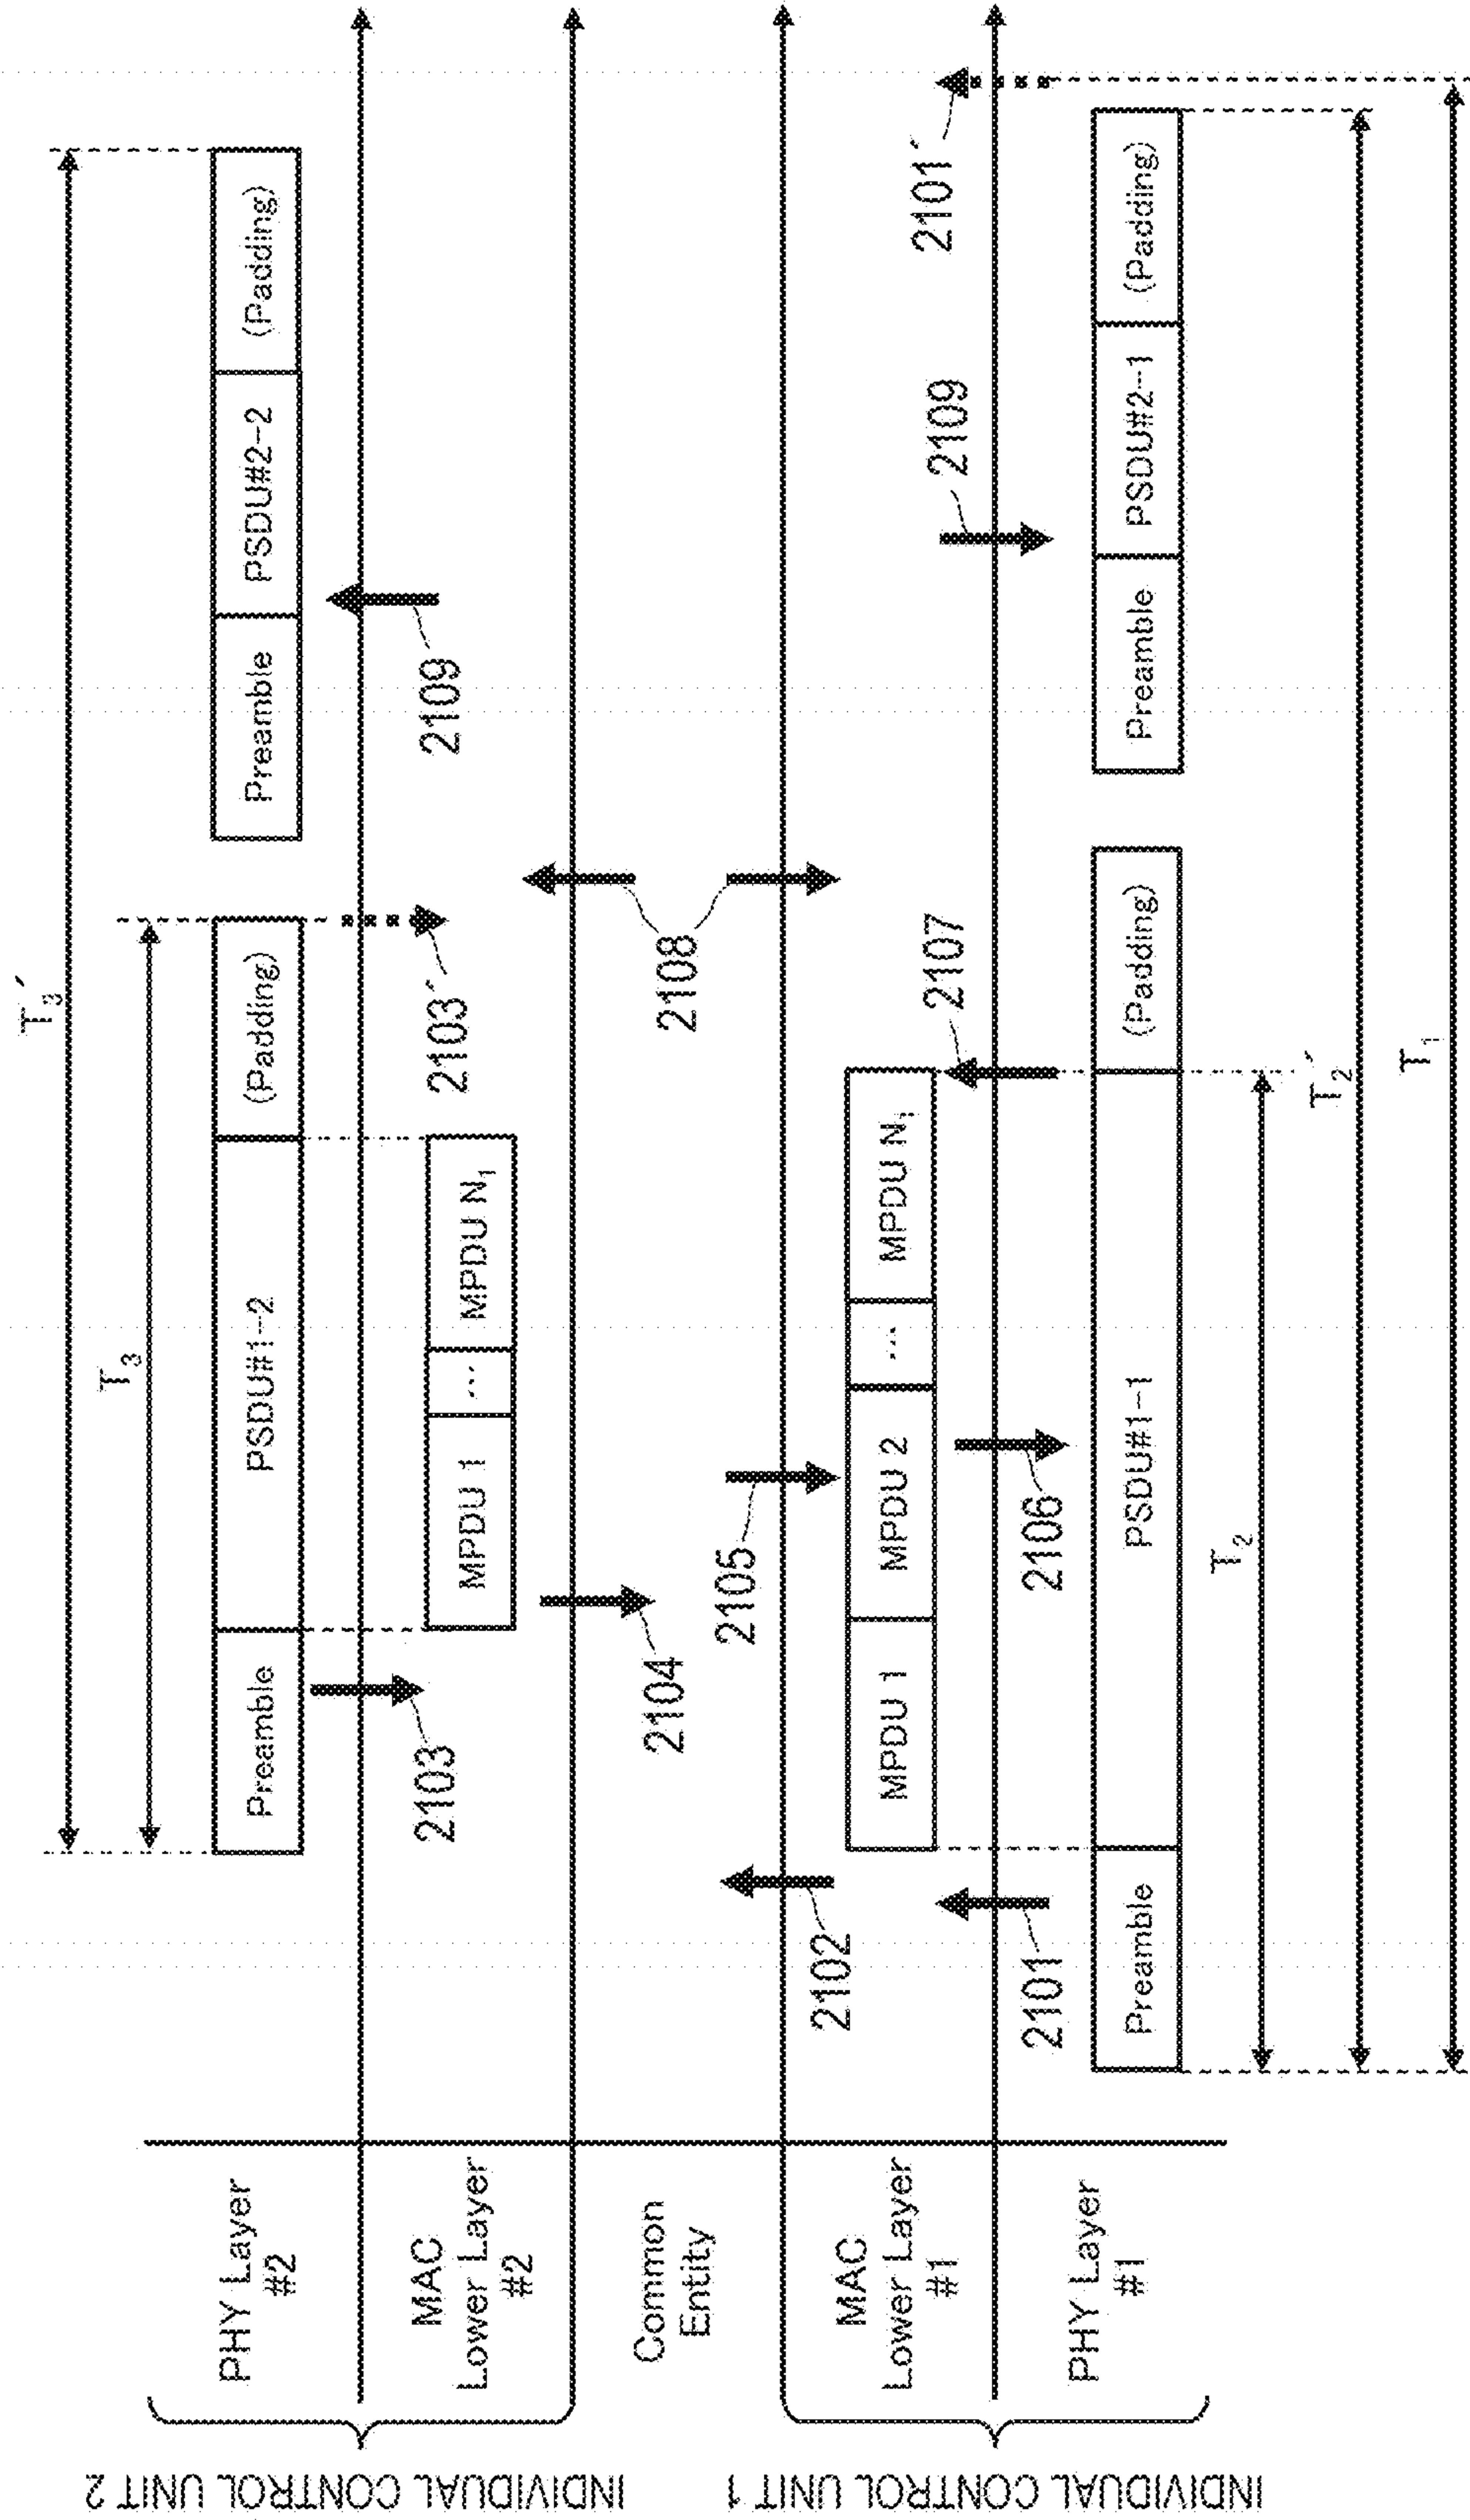 INDIVIDUAL CONTROL UNIT 2
PHY Layer
#2
MAC
Lower Layer
#2
Common
Entity
INDIVIDUAL CONTROL UNIT 1
MAC
Lower Layer
#1
PHY Layer
#1
T3´
T3
Preamble
PSDU#1-2
(Padding)
Preamble
PSDU#2-2
(Padding)
2103
2103´
2109
MPDU 1
...
MPDU N1
2104
2108
2102
2105
MPDU 1
MPDU 2
...
MPDU N1
2107
2109
2101´
2101
2106
Preamble
PSDU#1-1
(Padding)
Preamble
PSDU#2-1
(Padding)
T2
T2´
T1